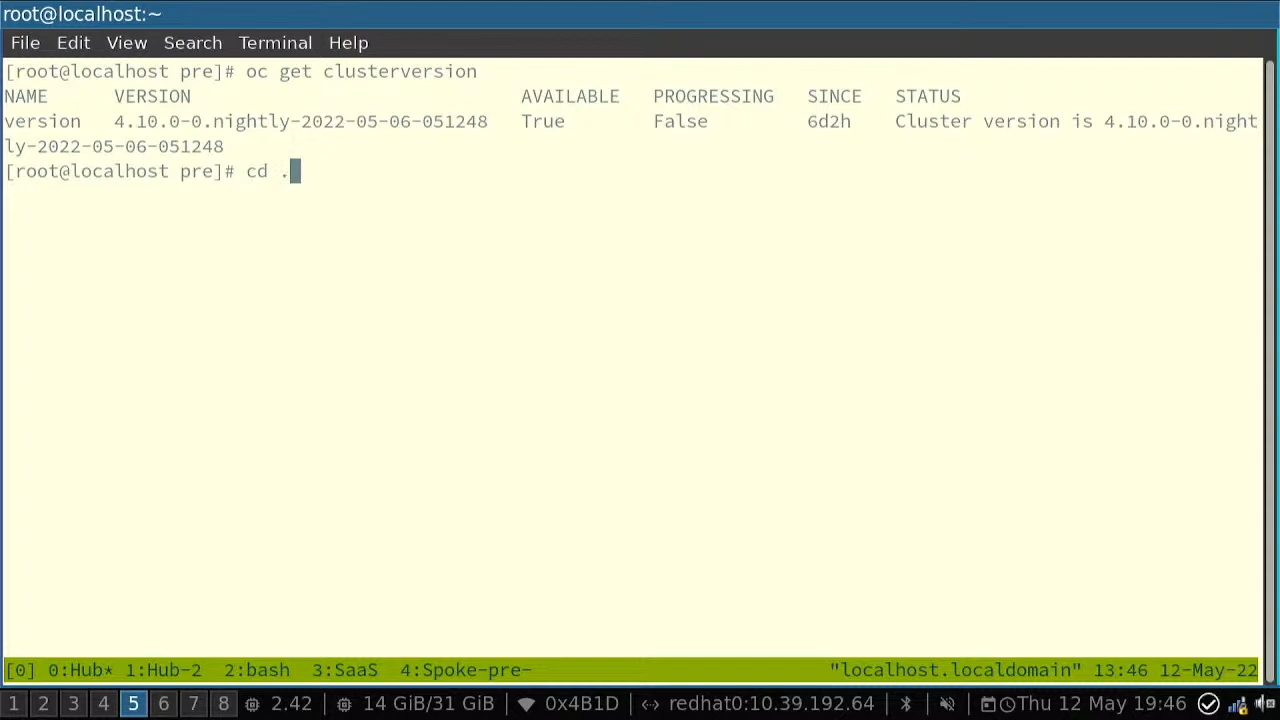 root@localhost:~
File Edit View Search Terminal Help
[root@localhost pre]# oc get clusterversion
NAME      VERSION                              AVAILABLE   PROGRESSING   SINCE   STATUS
version   4.10.0-0.nightly-2022-05-06-051248   True        False         6d2h    Cluster version is 4.10.0-0.night
ly-2022-05-06-051248
[root@localhost pre]# cd .
[0] 0:Hub* 1:Hub-2  2:bash  3:SaaS  4:Spoke-pre- "localhost.localdomain" 13:46 12-May-22
1 2 3 4 5 6 7 8 2.42 14 GiB/31 GiB 0x4B1D redhat0:10.39.192.64 Thu 12 May 19:46